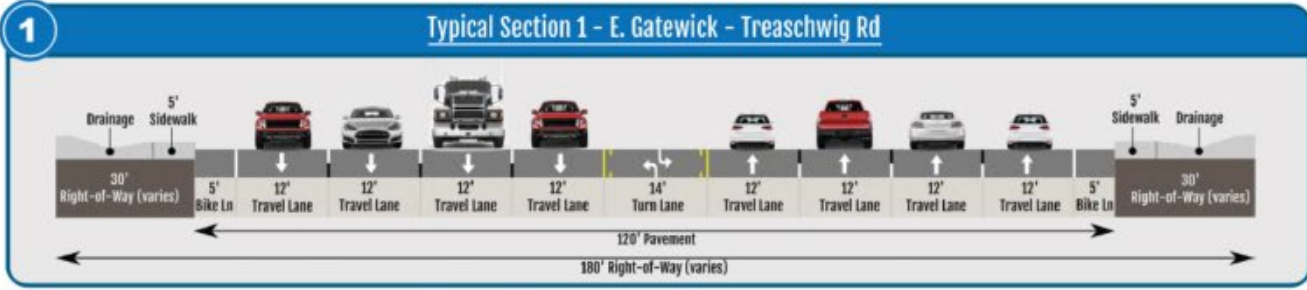 1
Typical Section 1 - E. Gatewick - Treaschwig Rd
Drainage
5'
Sidewalk
5'
Sidewalk
Drainage
30'
Right-of-Way (varies)
5'
Bike Ln
12'
Travel Lane
12'
Travel Lane
12'
Travel Lane
12'
Travel Lane
14'
Turn Lane
12'
Travel Lane
12'
Travel Lane
12'
Travel Lane
12'
Travel Lane
5'
Bike Ln
30'
Right-of-Way (varies)
120' Pavement
180' Right-of-Way (varies)